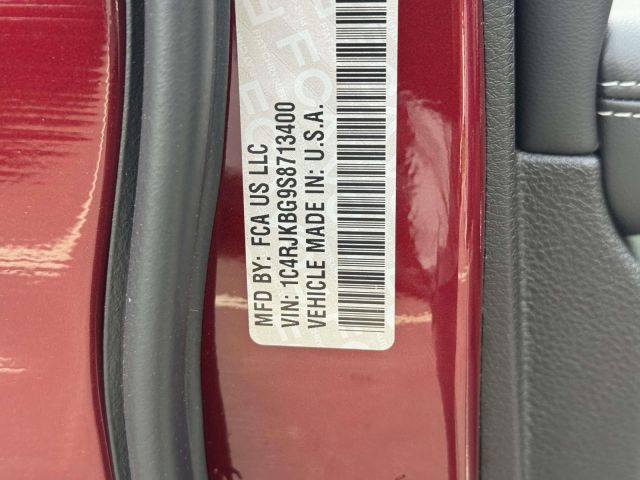 MFD BY: FCA US LLC
VIN: 1C4RJKBG9S8713400
VEHICLE MADE IN: U.S.A.